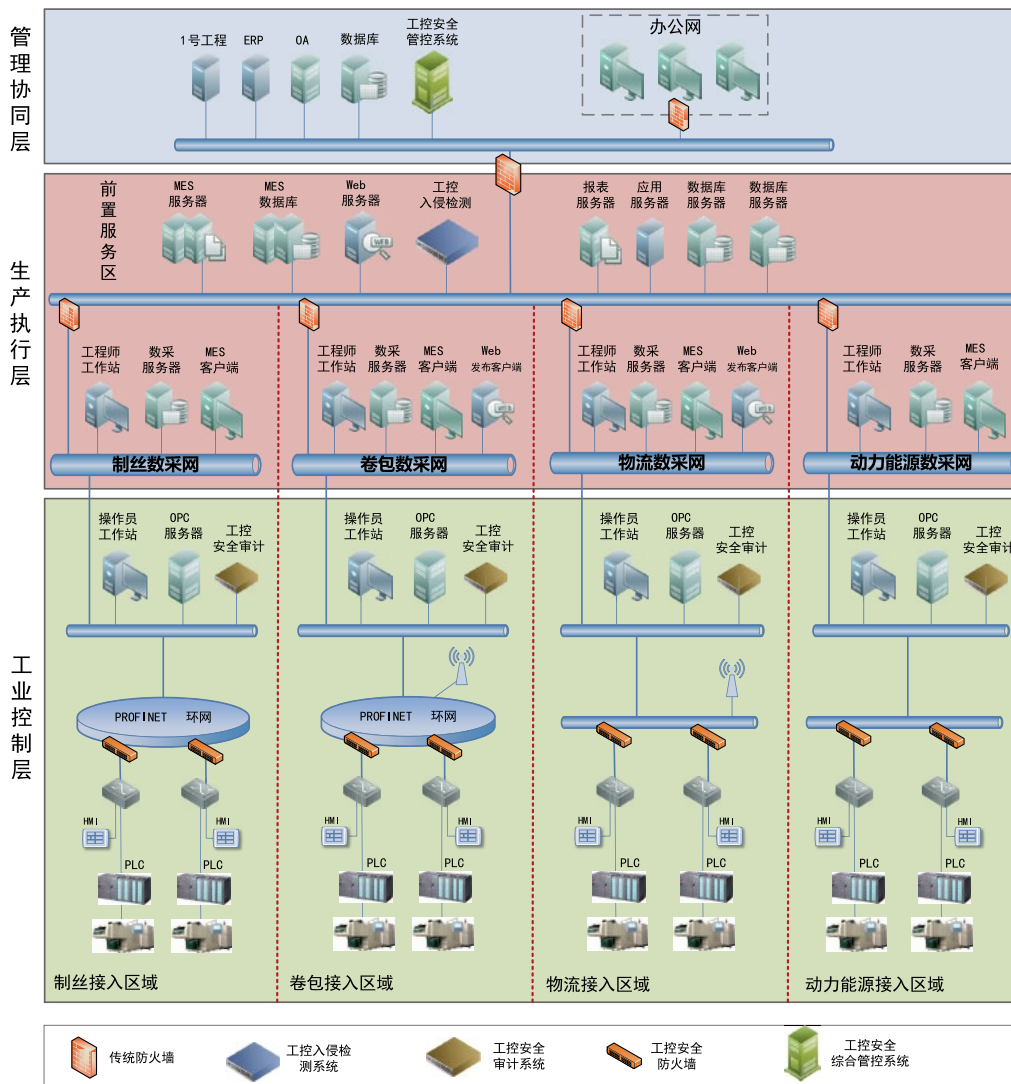 管理协同层
1号工程
ERP
OA
数据库
工控安全
管控系统
办公网
生产执行层
前置服务区
MES
服务器
MES
数据库
Web
服务器
WEB
工控
入侵检测
报表
服务器
应用
服务器
数据库
服务器
数据库
服务器
工程师
工作站
数采
服务器
MES
客户端
制丝数采网
工程师
工作站
数采
服务器
MES
客户端
Web
发布客户端
WEB
卷包数采网
工程师
工作站
数采
服务器
MES
客户端
Web
发布客户端
WEB
物流数采网
工程师
工作站
数采
服务器
MES
客户端
动力能源数采网
工业控制层
操作员
工作站
OPC
服务器
工控
安全审计
PROFINET 环网
HMI
HMI
PLC
PLC
制丝接入区域
操作员
工作站
OPC
服务器
工控
安全审计
PROFINET 环网
HMI
HMI
PLC
PLC
卷包接入区域
操作员
工作站
OPC
服务器
工控
安全审计
HMI
HMI
PLC
PLC
物流接入区域
操作员
工作站
OPC
服务器
工控
安全审计
HMI
HMI
PLC
PLC
动力能源接入区域
传统防火墙
工控入侵检
测系统
工控安全
审计系统
工控安全
防火墙
工控安全
综合管控系统